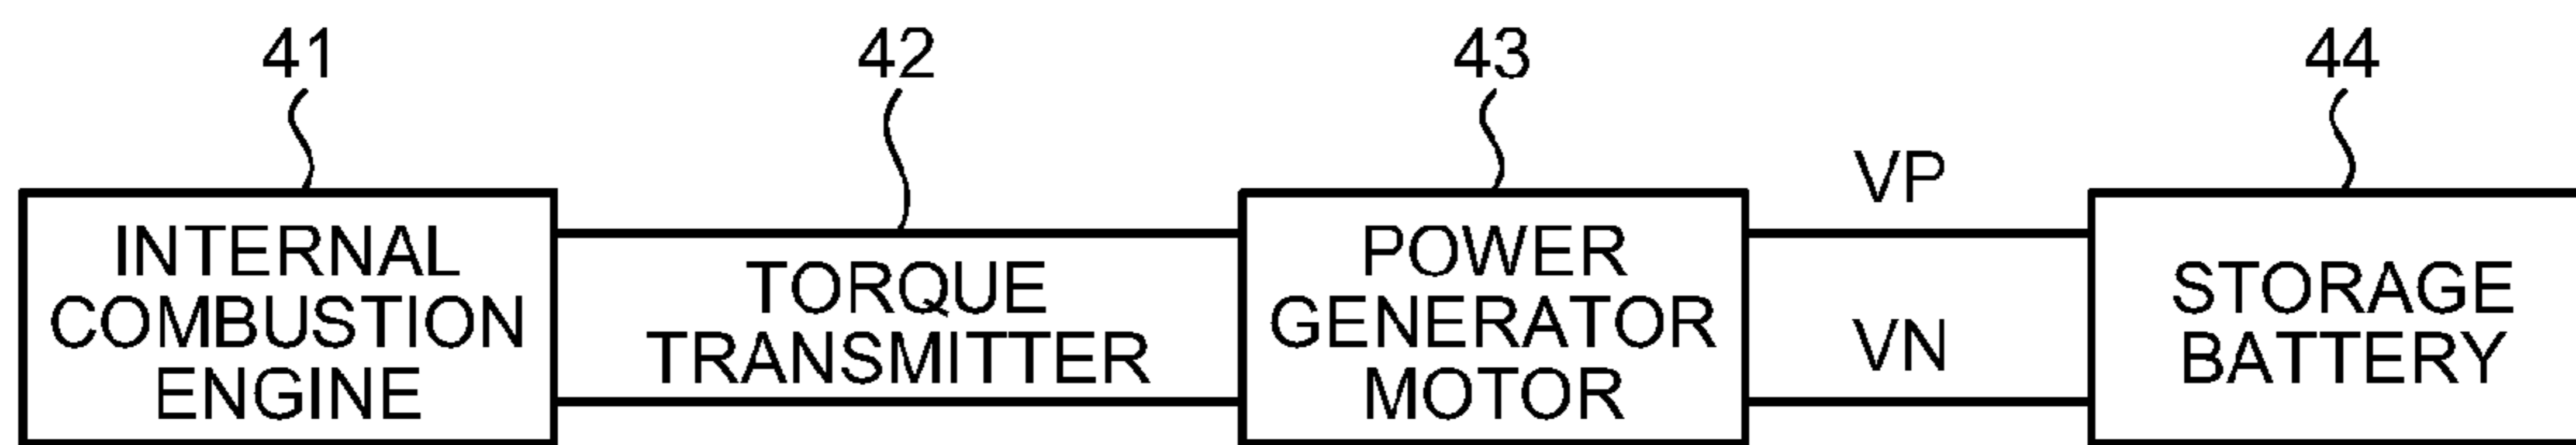 41
42
43
44
INTERNAL
COMBUSTION
ENGINE
TORQUE
TRANSMITTER
POWER
GENERATOR
MOTOR
VP
VN
STORAGE
BATTERY